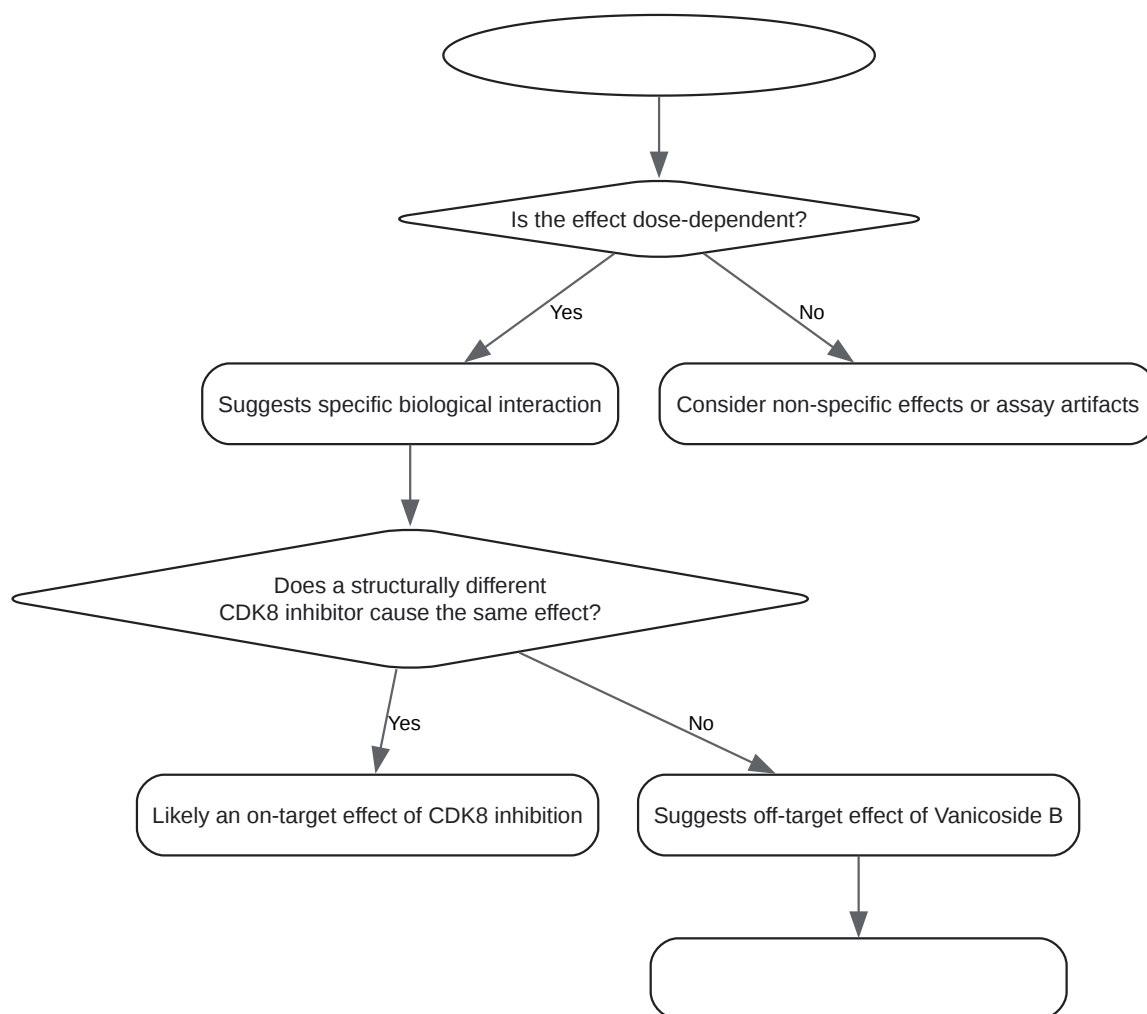 Is the effect dose-dependent?
Yes
No
Suggests specific biological interaction
Consider non-specific effects or assay artifacts
Does a structurally different
CDK8 inhibitor cause the same effect?
Yes
No
Likely an on-target effect of CDK8 inhibition
Suggests off-target effect of Vanicoside B